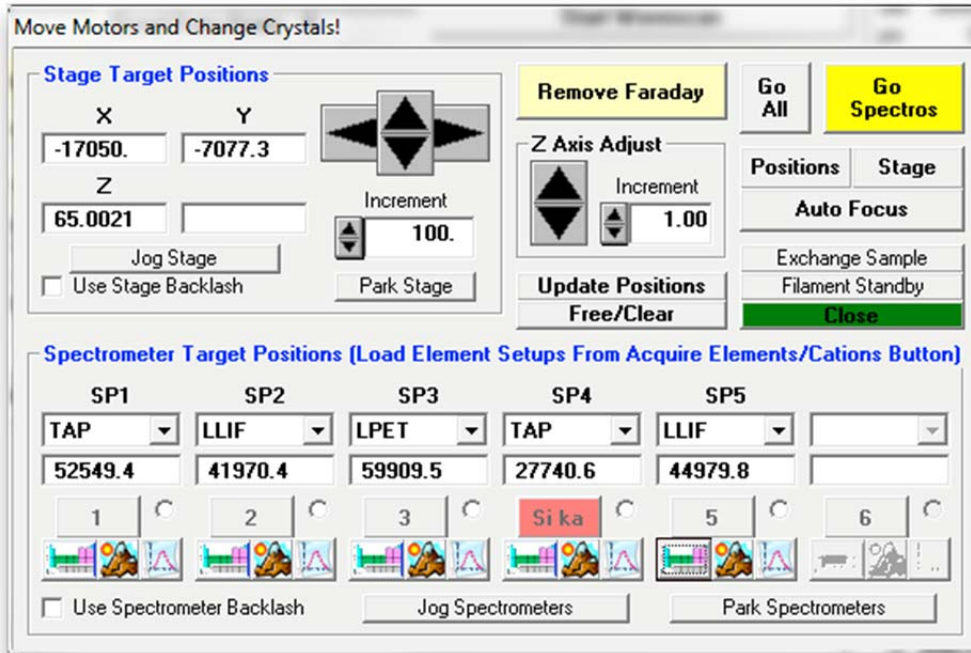 Move Motors and Change Crystals!
Stage Target Positions
X Y
-17050. -7077.3
Z
65.0021
Increment
100.
Jog Stage
Use Stage Backlash
Park Stage
Remove Faraday
Z Axis Adjust
Increment
1.00
Update Positions
Free/Clear
Go All
Go Spectros
Positions Stage
Auto Focus
Exchange Sample
Filament Standby
Close
Spectrometer Target Positions (Load Element Setups From Acquire Elements/Cations Button)
SP1 SP2 SP3 SP4 SP5
TAP LLIF LPET TAP LLIF
52549.4 41970.4 59909.5 27740.6 44979.8
1 2 3 Si ka 5 6
Use Spectrometer Backlash Jog Spectrometers Park Spectrometers